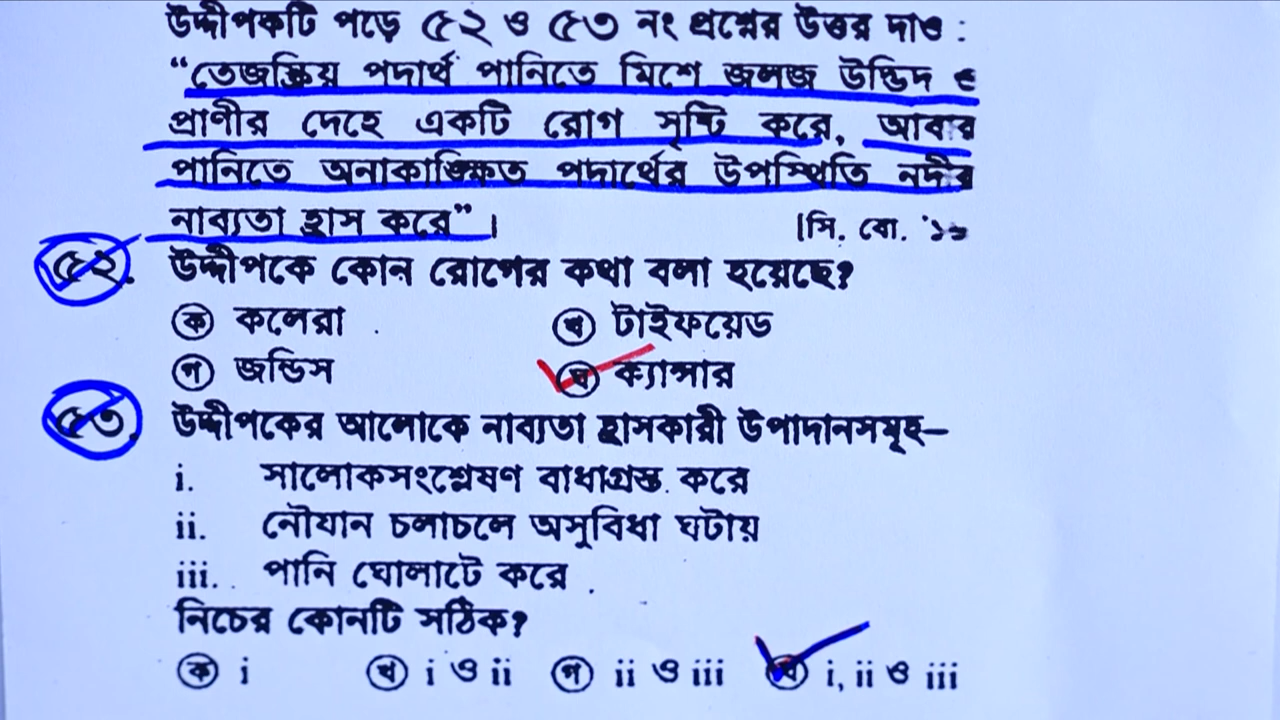 উদ্দীপকটি পড়ে ৫২ ও ৫৩ নং প্রশ্নের উত্তর দাও :
“তেজস্ক্রিয় পদার্থ পানিতে মিশে জলজ উদ্ভিদ ও
প্রাণীর দেহে একটি রোগ সৃষ্টি করে, আবার
পানিতে অনাকাঙ্ক্ষিত পদার্থের উপস্থিতি নদীর
নাব্যতা হ্রাস করে”।
[সি. বো.
৫২. উদ্দীপকে কোন রোগের কথা বলা হয়েছে?
ক কলেরা খ টাইফয়েড
গ জন্ডিস ঘ ক্যান্সার
৫৩. উদ্দীপকের আলোকে নাব্যতা হ্রাসকারী উপাদানসমূহ–
i. সালোকসংশ্লেষণ বাধাগ্রস্ত করে
ii. নৌযান চলাচলে অসুবিধা ঘটায়
iii. পানি ঘোলাটে করে
নিচের কোনটি সঠিক?
ক i খ i ও ii গ ii ও iii ঘ i, ii ও iii